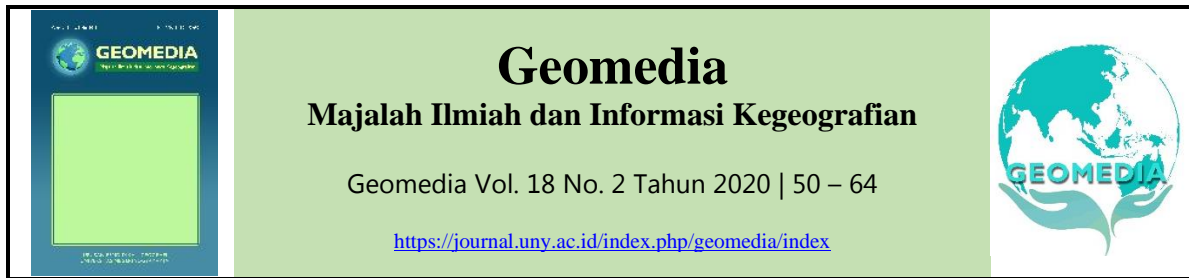 GEOMEDIA
Geomedia
Majalah Ilmiah dan Informasi Kegeografian
Geomedia Vol. 18 No. 2 Tahun 2020 | 50 – 64
https://journal.uny.ac.id/index.php/geomedia/index
GEOMEDIA